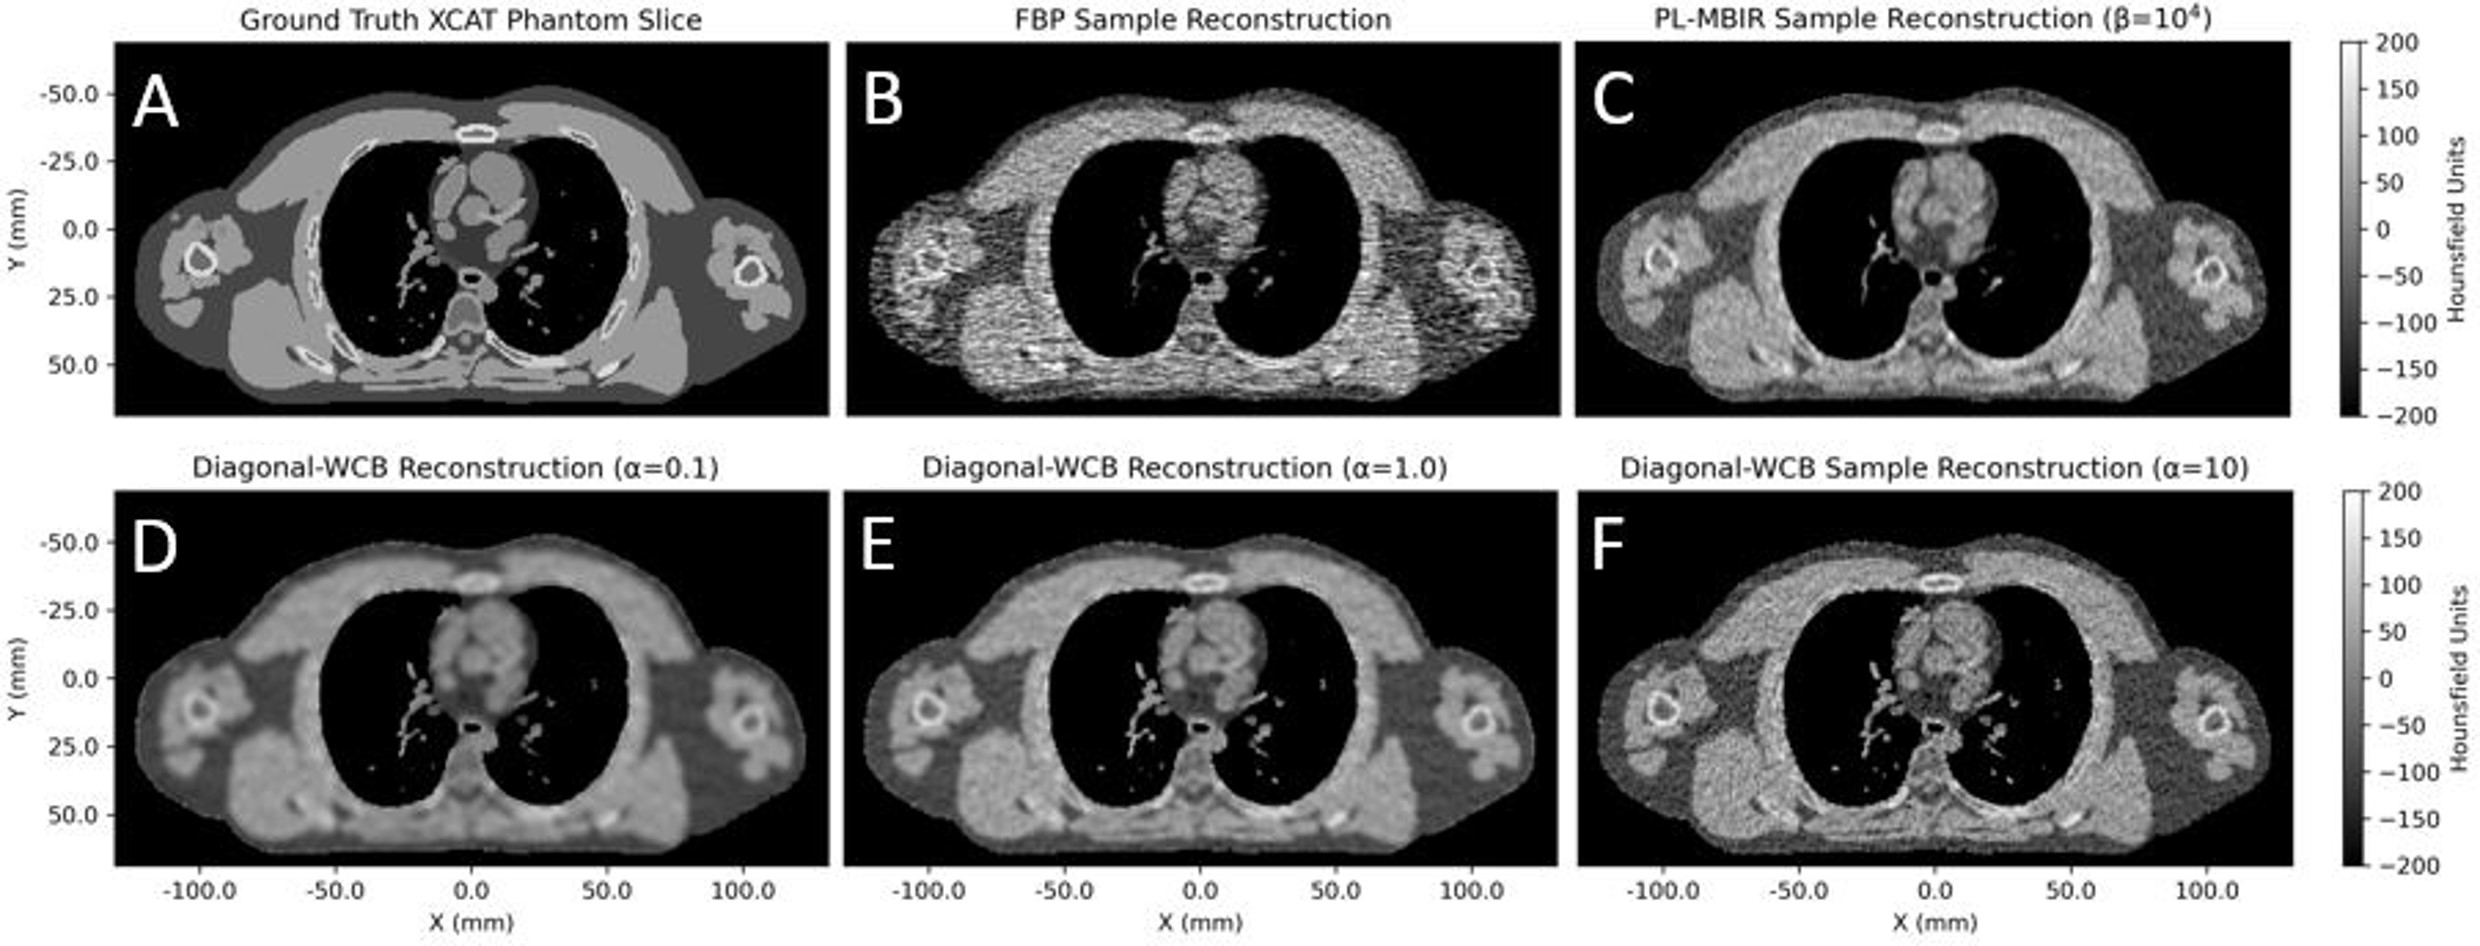 Ground Truth XCAT Phantom Slice
FBP Sample Reconstruction
PL-MBIR Sample Reconstruction (β=10⁴)
A
B
C
-50.0
-25.0
0.0
25.0
50.0
Y (mm)
200
150
100
50
0
−50
−100
−150
−200
Hounsfield Units
Diagonal-WCB Reconstruction (α=0.1)
Diagonal-WCB Reconstruction (α=1.0)
Diagonal-WCB Sample Reconstruction (α=10)
D
E
F
-50.0
-25.0
0.0
25.0
50.0
Y (mm)
200
150
100
50
0
−50
−100
−150
−200
Hounsfield Units
-100.0 -50.0 0.0 50.0 100.0
X (mm)
-100.0 -50.0 0.0 50.0 100.0
X (mm)
-100.0 -50.0 0.0 50.0 100.0
X (mm)